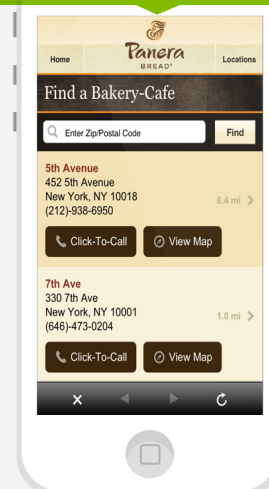 Home
Panera
BREAD®
Locations
Find a Bakery-Cafe
Enter Zip/Postal Code
Find
5th Avenue
452 5th Avenue
New York, NY 10018
(212)-938-6950
0.4 mi
Click-To-Call
View Map
7th Ave
330 7th Ave
New York, NY 10001
(646)-473-0204
1.0 mi
Click-To-Call
View Map